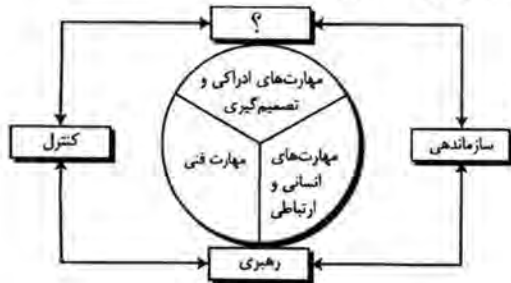 ؟
مهارت‌های ادراکی و
تصمیم‌گیری
کنترل
مهارت فنی
مهارت‌های
انسانی و
ارتباطی
سازماندهی
رهبری